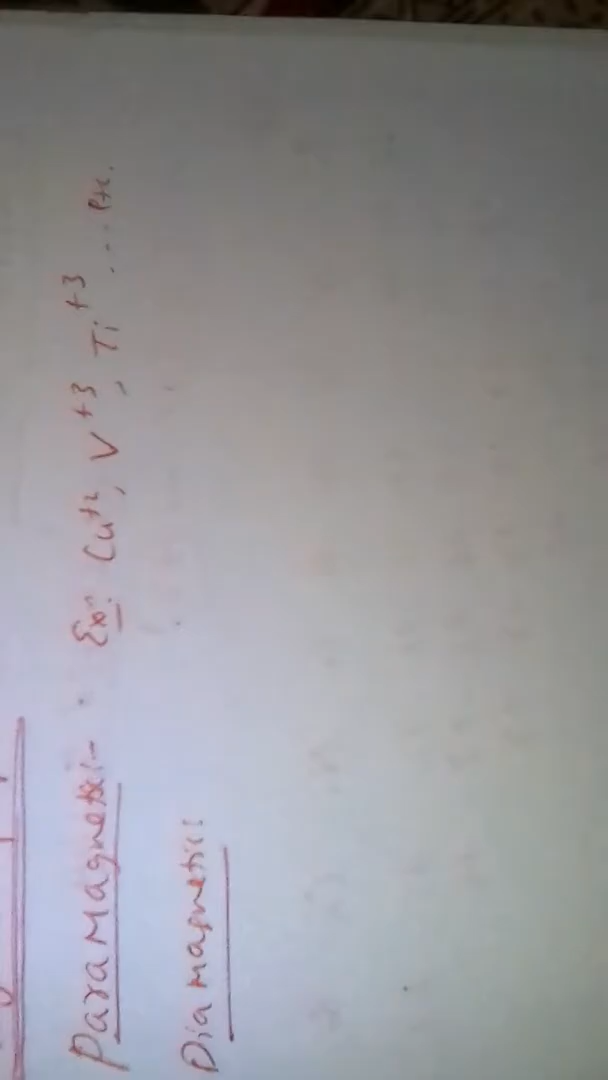 Paramagnetic:- Ex: Cu+2, V+3, Ti+3 ... etc.
Diamagnetic: